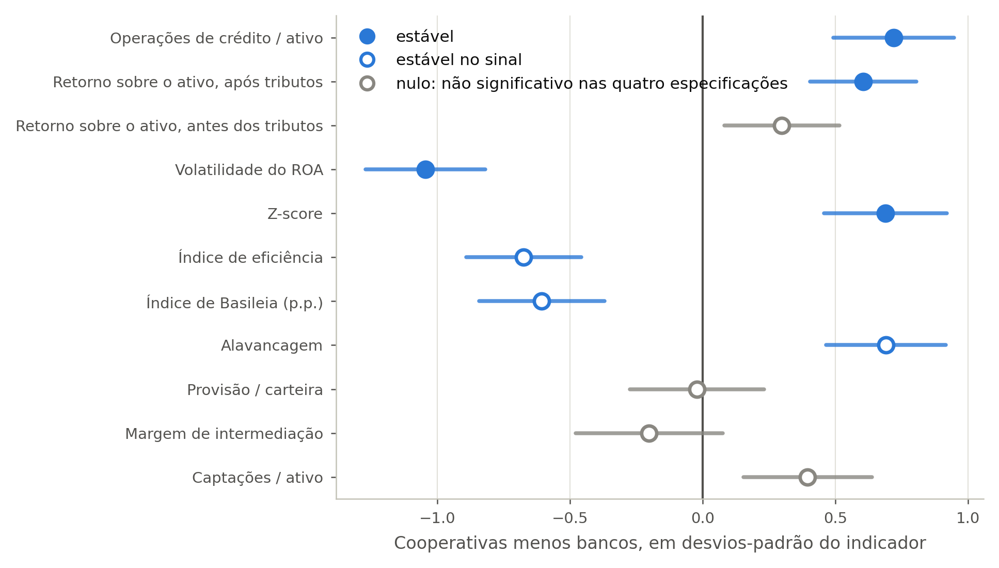 Operações de crédito / ativo
Retorno sobre o ativo, após tributos
Retorno sobre o ativo, antes dos tributos
Volatilidade do ROA
Z-score
Índice de eficiência
Índice de Basileia (p.p.)
Alavancagem
Provisão / carteira
Margem de intermediação
Captações / ativo
estável
estável no sinal
nulo: não significativo nas quatro especificações
−1.0
−0.5
0.0
0.5
1.0
Cooperativas menos bancos, em desvios-padrão do indicador